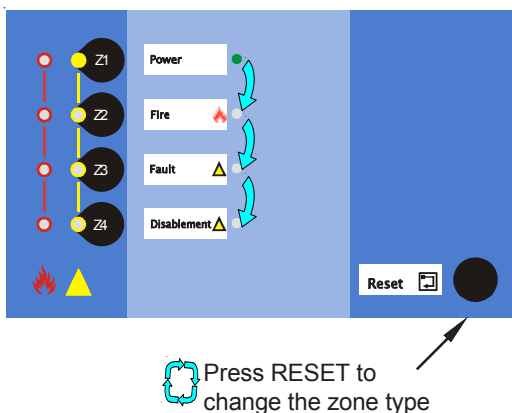 Z1 Power
Z2 Fire
Z3 Fault
Z4 Disablement
Reset
Press RESET to
change the zone type